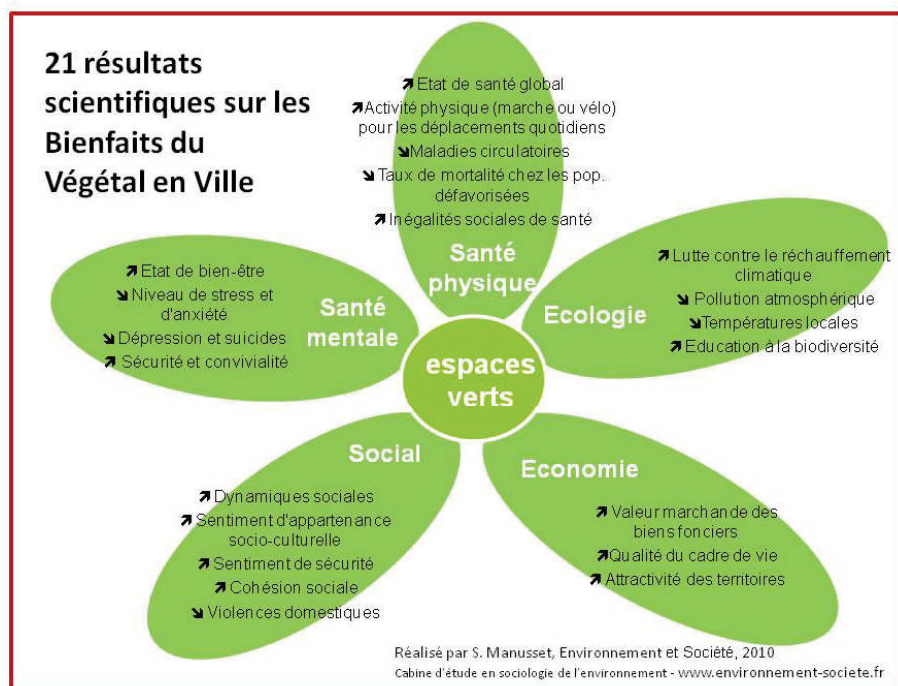 21 résultats
scientifiques sur les
Bienfaits du
Végétal en Ville
↗Etat de santé global
↗Activité physique (marche ou vélo)
pour les déplacements quotidiens
↘Maladies circulatoires
↘Taux de mortalité chez les pop.
défavorisées
↗Inégalités sociales de santé
Santé
physique
↗Etat de bien-être
↘Niveau de stress et
d'anxiété
↘Dépression et suicides
↗Sécurité et convivialité
Santé
mentale
↗Lutte contre le réchauffement
climatique
↘Pollution atmosphérique
↘Températures locales
↗Education à la biodiversité
Ecologie
espaces
verts
Social
↗Dynamiques sociales
↗Sentiment d'appartenance
socio-culturelle
↗Sentiment de sécurité
↗Cohésion sociale
↘Violences domestiques
Economie
↗Valeur marchande des
biens fonciers
↗Qualité du cadre de vie
↗Attractivité des territoires
Réalisé par S. Manusset, Environnement et Société, 2010
Cabine d'étude en sociologie de l'environnement - www.environnement-societe.fr